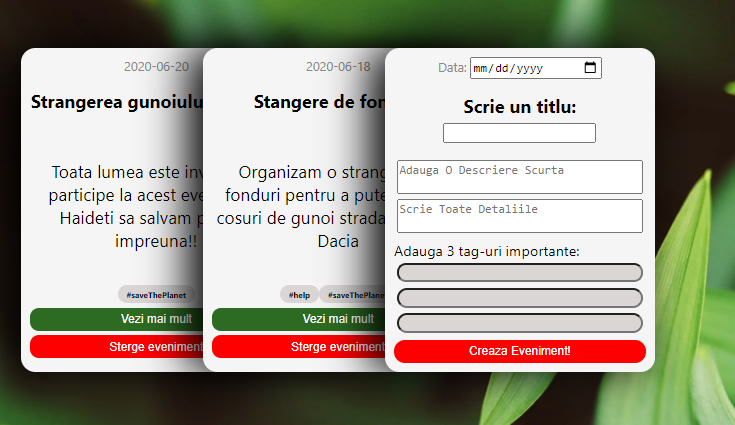 2020-06-20
Strangerea gunoiulu
Toata lumea este inv
participe la acest eve
Haideti sa salvam p
impreuna!!
#saveThePlanet
Vezi mai mult
Sterge eveniment
2020-06-18
Stangere de fon
Organizam o strang
fonduri pentru a pute
cosuri de gunoi strada
Dacia
#help #saveThePlane
Vezi mai mult
Sterge eveniment
Data: mm/dd/yyyy
Scrie un titlu:
Adauga O Descriere Scurta
Scrie Toate Detaliile
Adauga 3 tag-uri importante:
Creaza Eveniment!